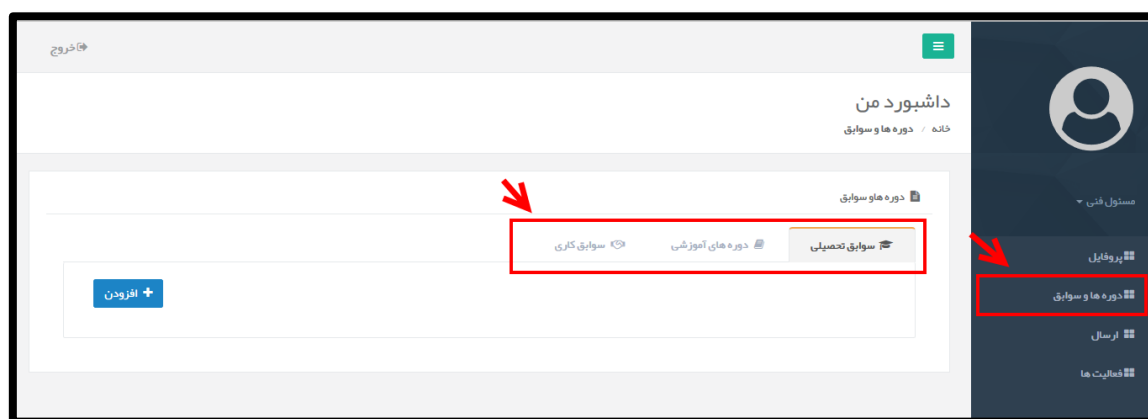 خروج
داشبورد من
خانه / دوره ها و سوابق
دوره هاو سوابق
سوابق تحصیلی
دوره های آموزشی
سوابق کاری
افزودن
مسئول فنی
پروفایل
دوره ها و سوابق
ارسال
فعالیت ها